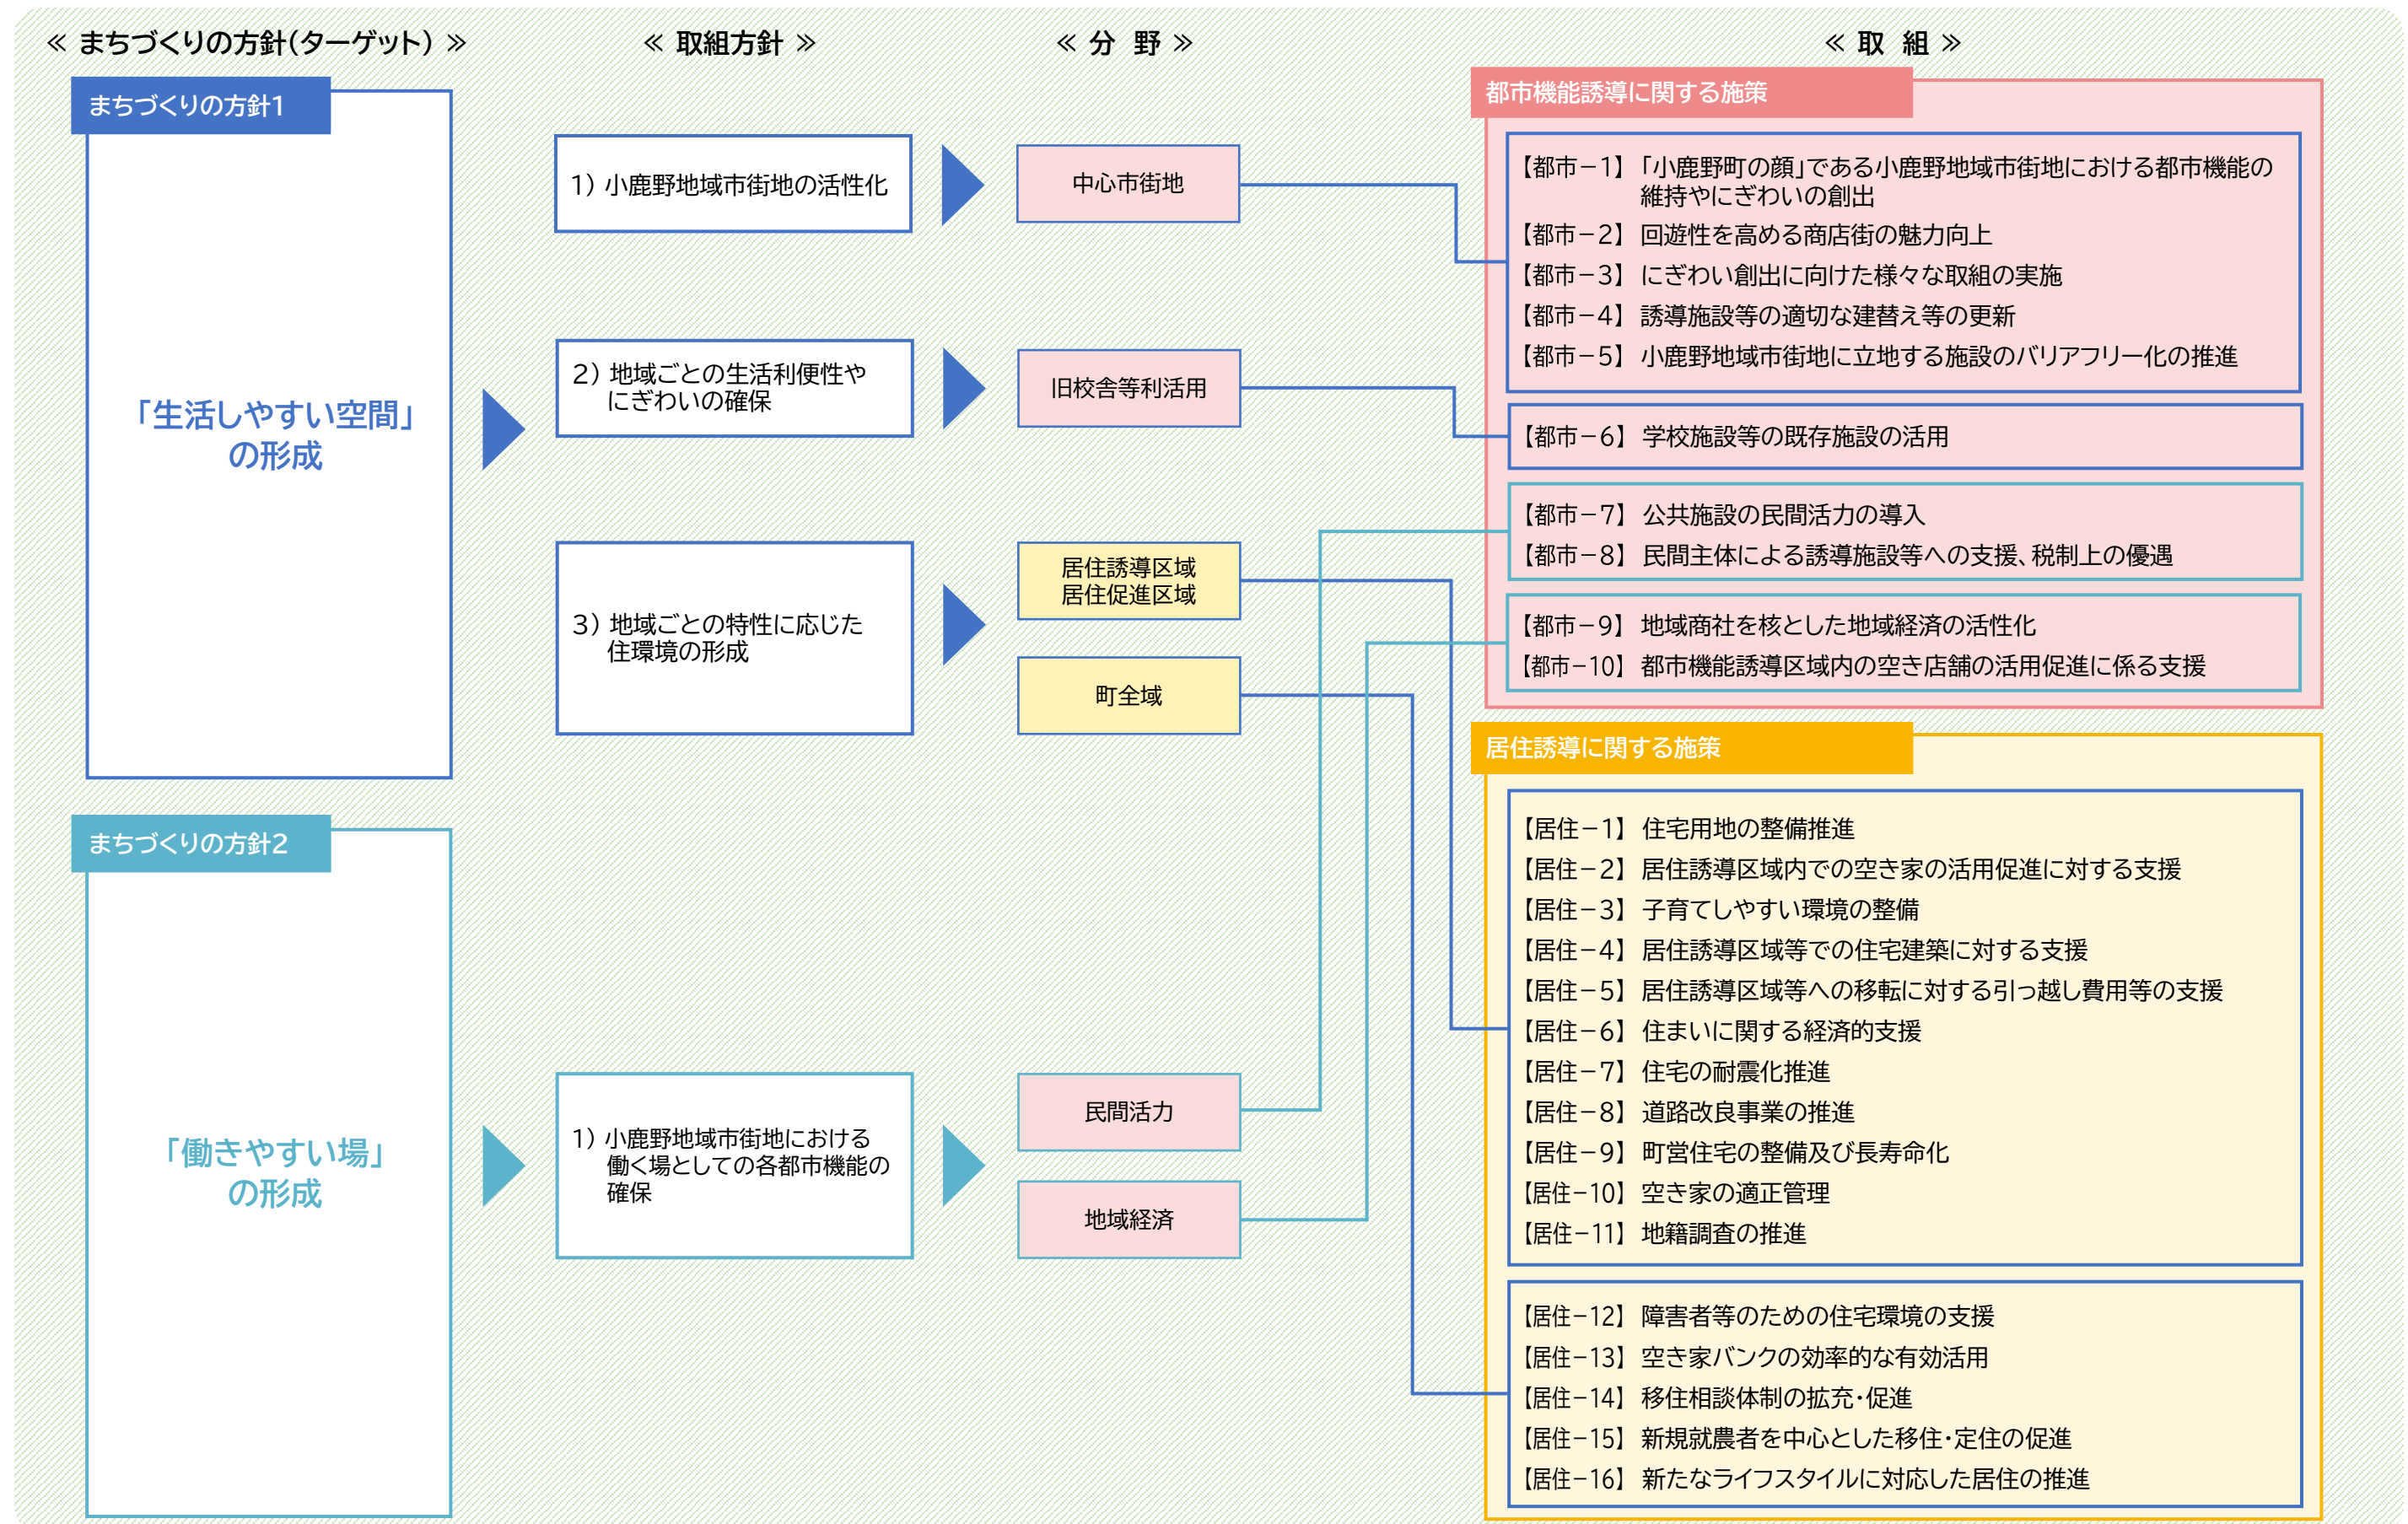 ≪ まちづくりの方針(ターゲット) ≫
≪ 取組方針 ≫
≪ 分 野 ≫
≪ 取 組 ≫
まちづくりの方針1
「生活しやすい空間」
の形成
1) 小鹿野地域市街地の活性化
2) 地域ごとの生活利便性や
にぎわいの確保
3) 地域ごとの特性に応じた
住環境の形成
中心市街地
旧校舎等利活用
居住誘導区域
居住促進区域
町全域
まちづくりの方針2
「働きやすい場」
の形成
1) 小鹿野地域市街地における
働く場としての各都市機能の
確保
民間活力
地域経済
都市機能誘導に関する施策
【都市-1】 「小鹿野町の顔」である小鹿野地域市街地における都市機能の
維持やにぎわいの創出
【都市-2】 回遊性を高める商店街の魅力向上
【都市-3】 にぎわい創出に向けた様々な取組の実施
【都市-4】 誘導施設等の適切な建替え等の更新
【都市-5】 小鹿野地域市街地に立地する施設のバリアフリー化の推進
【都市-6】 学校施設等の既存施設の活用
【都市-7】 公共施設の民間活力の導入
【都市-8】 民間主体による誘導施設等への支援、税制上の優遇
【都市-9】 地域商社を核とした地域経済の活性化
【都市-10】 都市機能誘導区域内の空き店舗の活用促進に係る支援
居住誘導に関する施策
【居住-1】 住宅用地の整備推進
【居住-2】 居住誘導区域内での空き家の活用促進に対する支援
【居住-3】 子育てしやすい環境の整備
【居住-4】 居住誘導区域等での住宅建築に対する支援
【居住-5】 居住誘導区域等への移転に対する引っ越し費用等の支援
【居住-6】 住まいに関する経済的支援
【居住-7】 住宅の耐震化推進
【居住-8】 道路改良事業の推進
【居住-9】 町営住宅の整備及び長寿命化
【居住-10】 空き家の適正管理
【居住-11】 地籍調査の推進
【居住-12】 障害者等のための住宅環境の支援
【居住-13】 空き家バンクの効率的な有効活用
【居住-14】 移住相談体制の拡充・促進
【居住-15】 新規就農者を中心とした移住・定住の促進
【居住-16】 新たなライフスタイルに対応した居住の推進